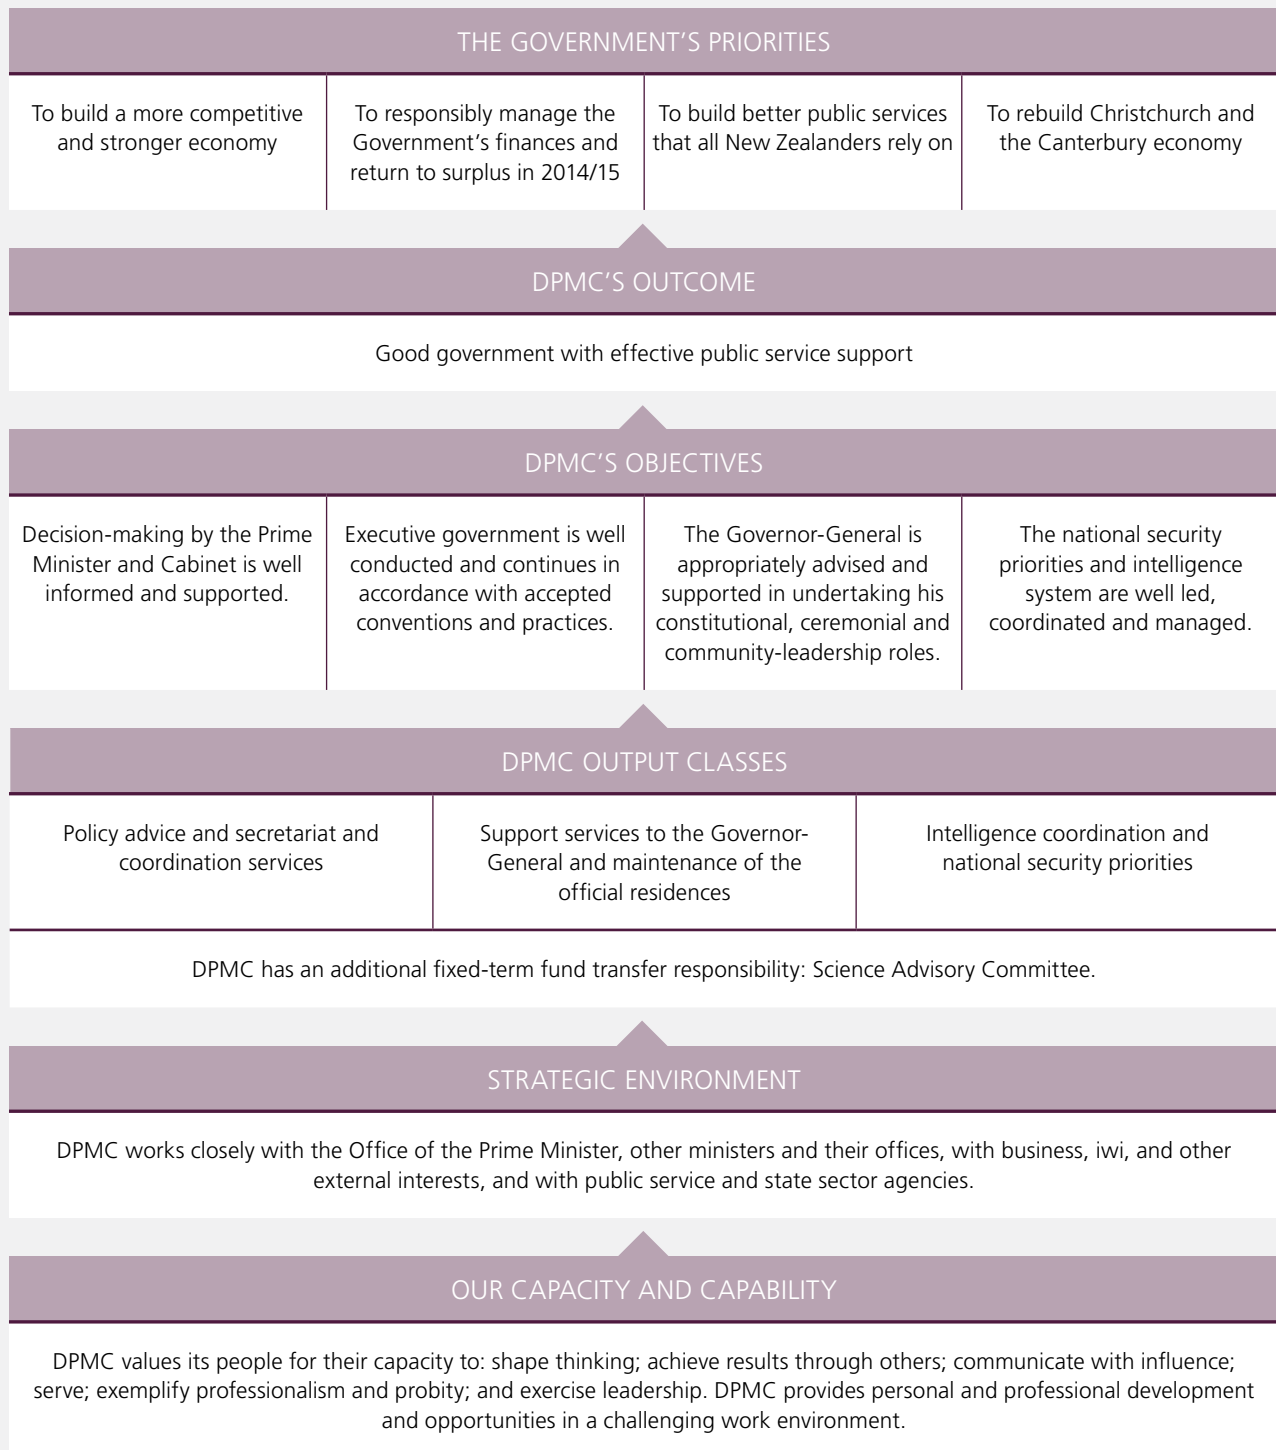 THE GOVERNMENT'S PRIORITIES
To build a more competitive
and stronger economy
To responsibly manage the
Government's finances and
return to surplus in 2014/15
To build better public services
that all New Zealanders rely on
To rebuild Christchurch and
the Canterbury economy
DPMC'S OUTCOME
Good government with effective public service support
DPMC'S OBJECTIVES
Decision-making by the Prime
Minister and Cabinet is well
informed and supported.
Executive government is well
conducted and continues in
accordance with accepted
conventions and practices.
The Governor-General is
appropriately advised and
supported in undertaking his
constitutional, ceremonial and
community-leadership roles.
The national security
priorities and intelligence
system are well led,
coordinated and managed.
DPMC OUTPUT CLASSES
Policy advice and secretariat and
coordination services
Support services to the Governor-
General and maintenance of the
official residences
Intelligence coordination and
national security priorities
DPMC has an additional fixed-term fund transfer responsibility: Science Advisory Committee.
STRATEGIC ENVIRONMENT
DPMC works closely with the Office of the Prime Minister, other ministers and their offices, with business, iwi, and other
external interests, and with public service and state sector agencies.
OUR CAPACITY AND CAPABILITY
DPMC values its people for their capacity to: shape thinking; achieve results through others; communicate with influence;
serve; exemplify professionalism and probity; and exercise leadership. DPMC provides personal and professional development
and opportunities in a challenging work environment.